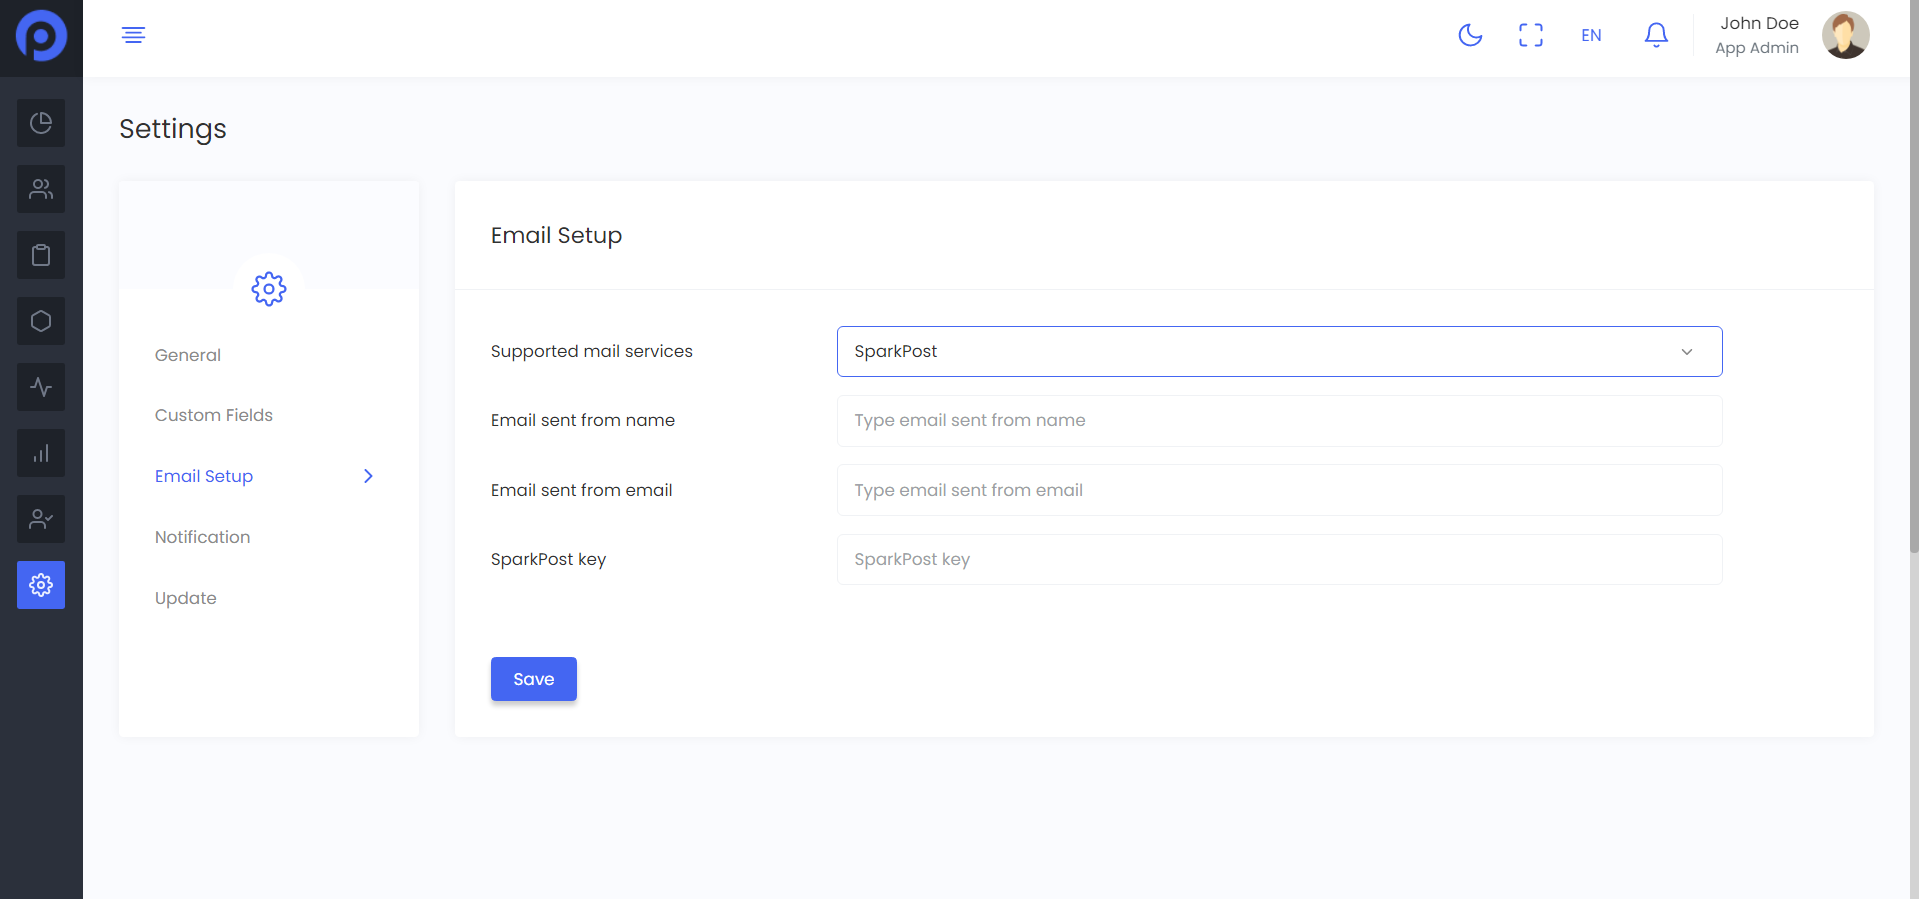 EN
John Doe
App Admin
Settings
General
Custom Fields
Email Setup
Notification
Update
Email Setup
Supported mail services
SparkPost
Email sent from name
Type email sent from name
Email sent from email
Type email sent from email
SparkPost key
SparkPost key
Save